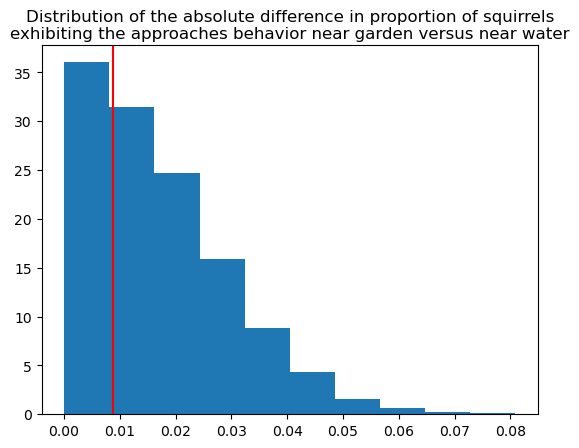 Distribution of the absolute difference in proportion of squirrels
exhibiting the approaches behavior near garden versus near water
35
30
25
20
15
10
5
0
0.00 0.01 0.02 0.03 0.04 0.05 0.06 0.07 0.08